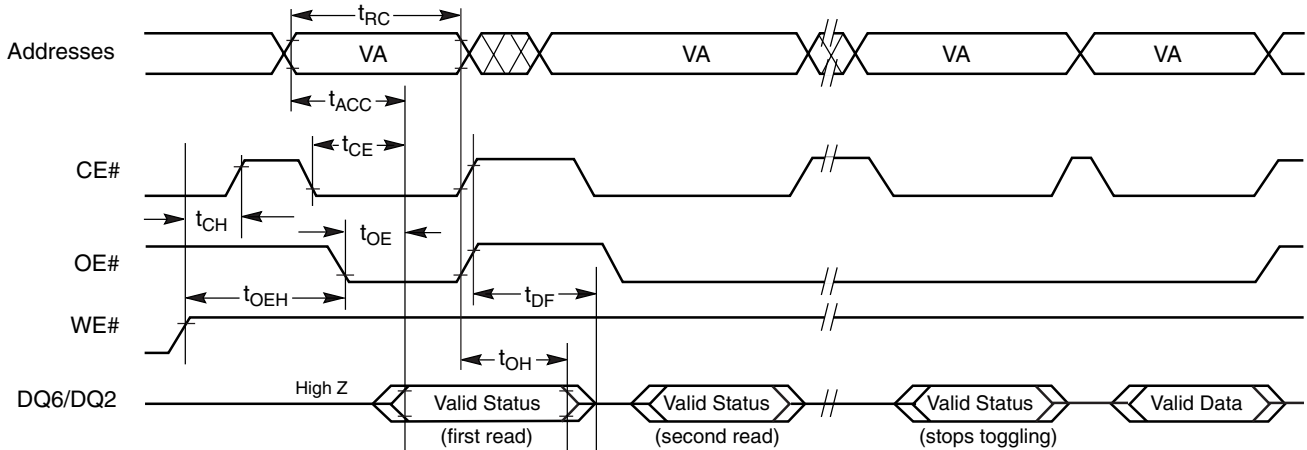 tRC
Addresses VA VA VA VA
tACC
tCE
CE#
tCH tOE
OE#
tOEH tDF
WE#
tOH
High Z
DQ6/DQ2 Valid Status Valid Status Valid Status Valid Data
(first read) (second read) (stops toggling)